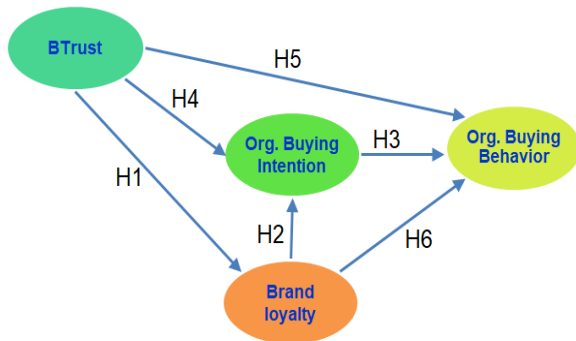 BTrust
H5
H4
Org. Buying
Intention
H3
Org. Buying
Behavior
H1
H2
H6
Brand
loyalty